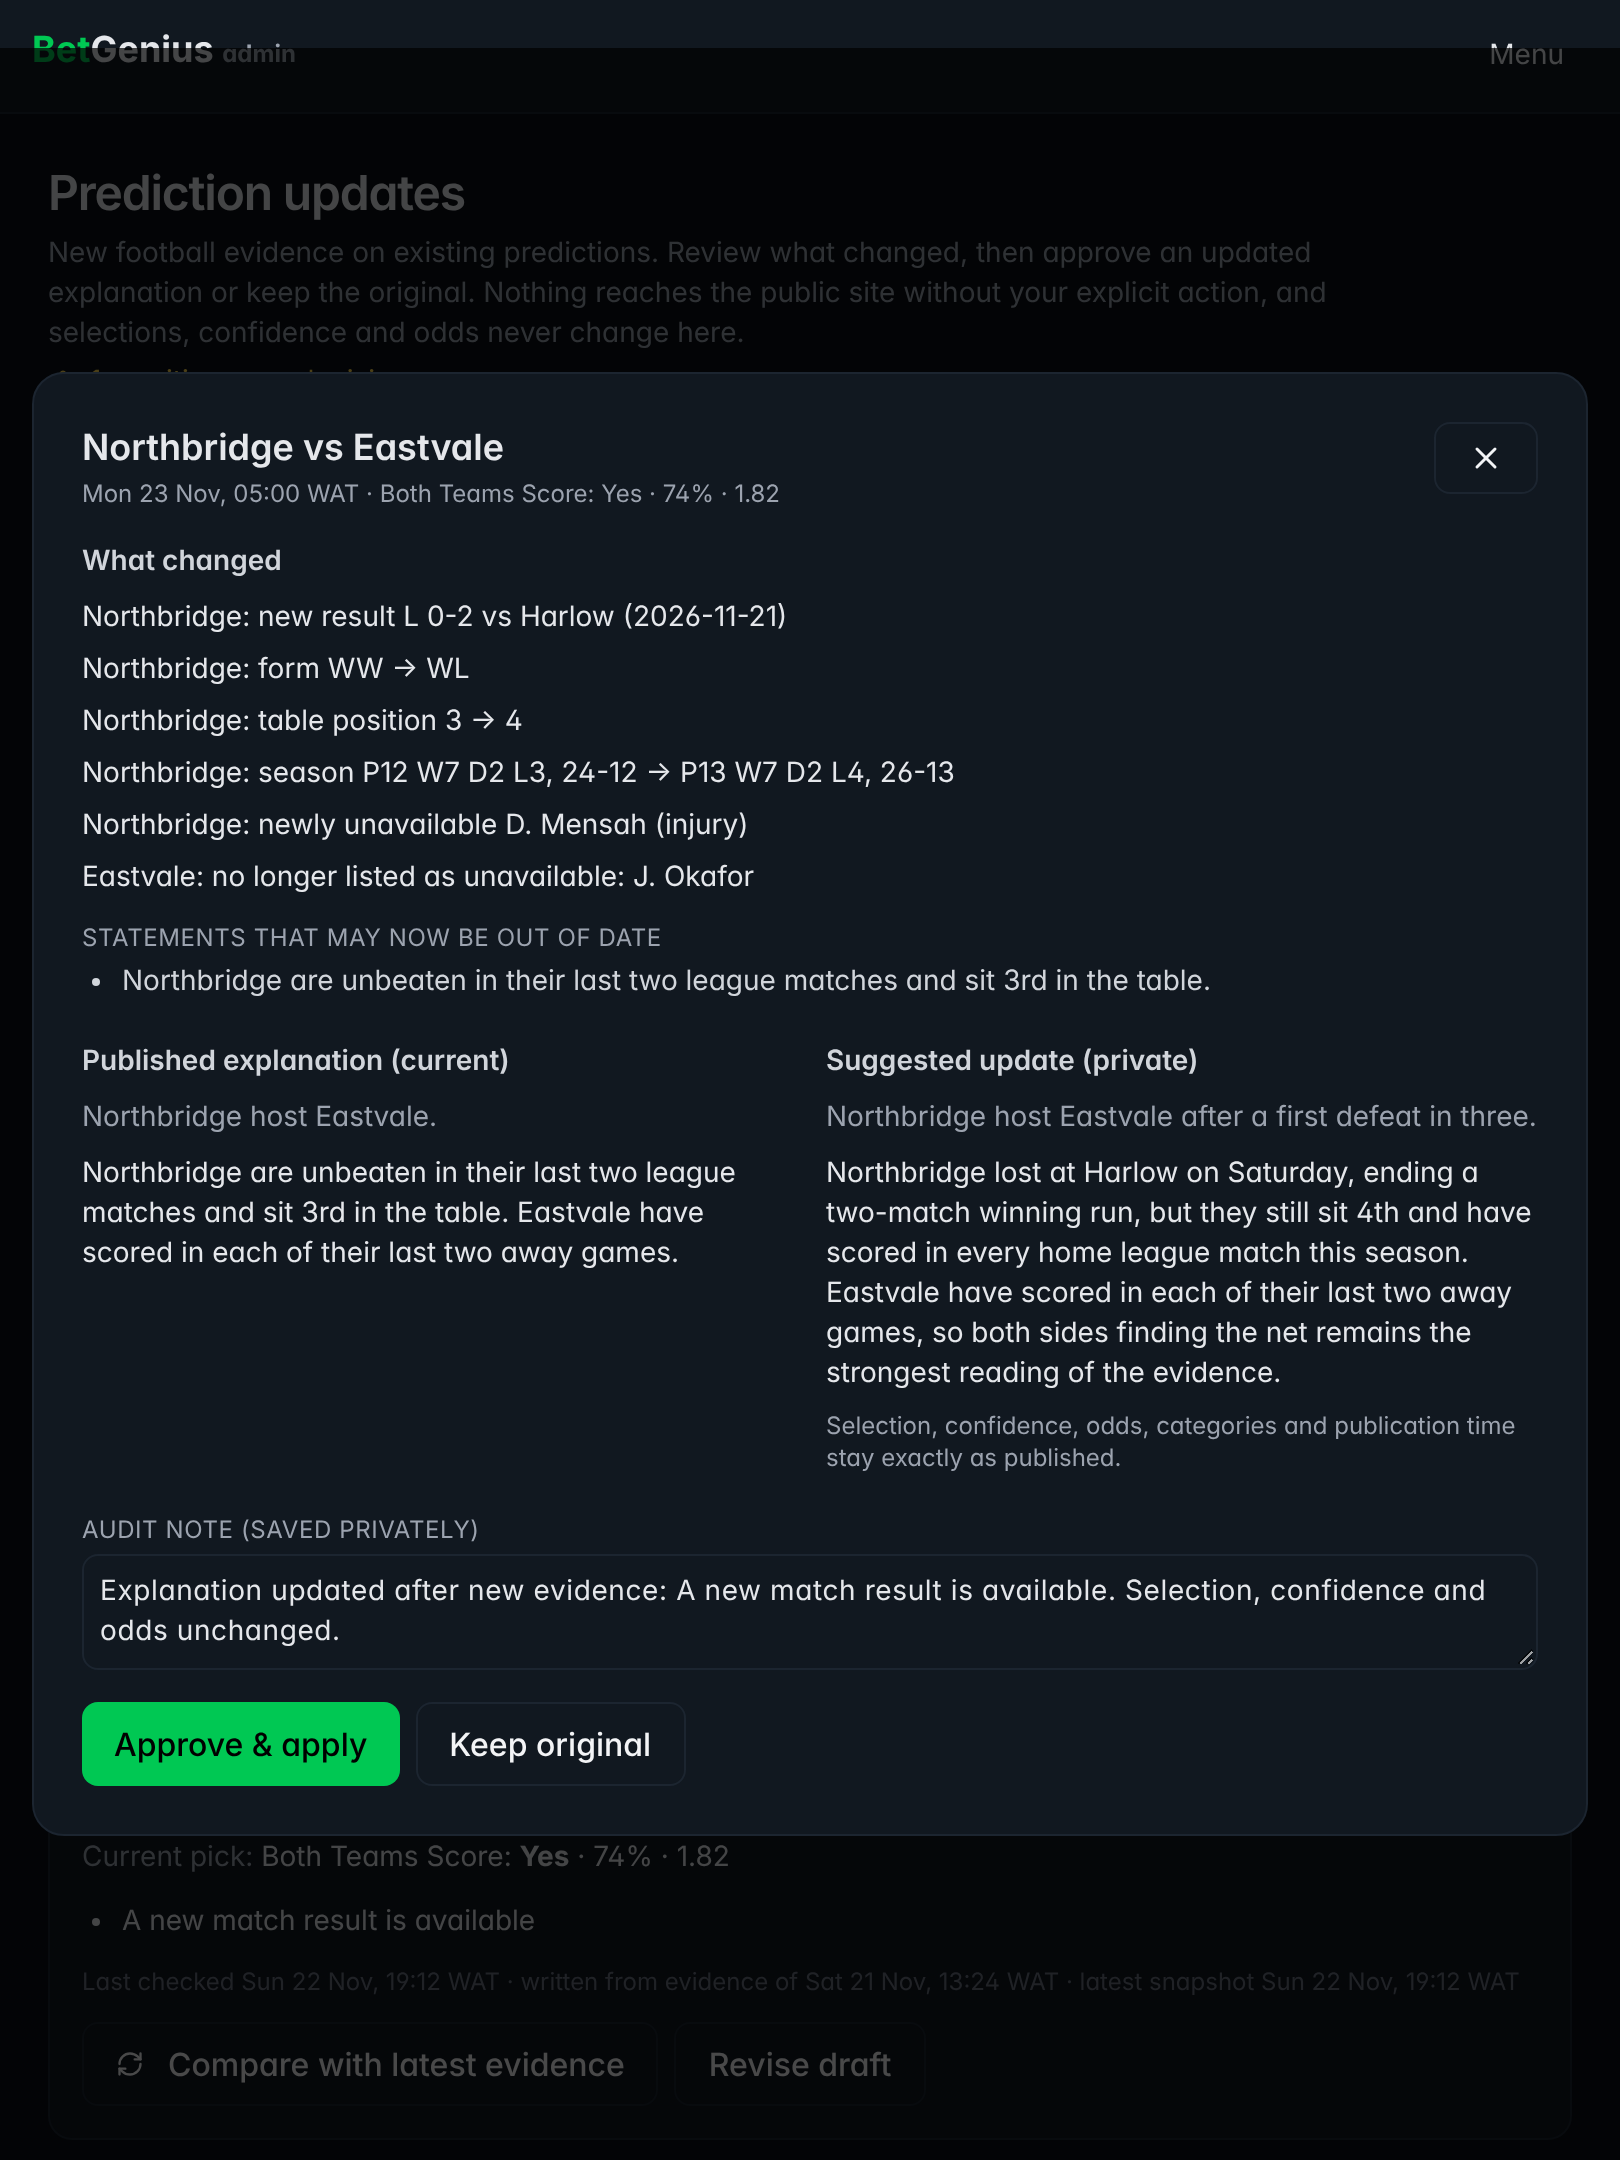 BetGenius admin
Menu
Prediction updates
New football evidence on existing predictions. Review what changed, then approve an updated
explanation or keep the original. Nothing reaches the public site without your explicit action, and
selections, confidence and odds never change here.
Northbridge vs Eastvale
Mon 23 Nov, 05:00 WAT · Both Teams Score: Yes · 74% · 1.82
What changed
Northbridge: new result L 0-2 vs Harlow (2026-11-21)
Northbridge: form WW → WL
Northbridge: table position 3 → 4
Northbridge: season P12 W7 D2 L3, 24-12 → P13 W7 D2 L4, 26-13
Northbridge: newly unavailable D. Mensah (injury)
Eastvale: no longer listed as unavailable: J. Okafor
STATEMENTS THAT MAY NOW BE OUT OF DATE
• Northbridge are unbeaten in their last two league matches and sit 3rd in the table.
Published explanation (current)
Northbridge host Eastvale.
Northbridge are unbeaten in their last two league
matches and sit 3rd in the table. Eastvale have
scored in each of their last two away games.
Suggested update (private)
Northbridge host Eastvale after a first defeat in three.
Northbridge lost at Harlow on Saturday, ending a
two-match winning run, but they still sit 4th and have
scored in every home league match this season.
Eastvale have scored in each of their last two away
games, so both sides finding the net remains the
strongest reading of the evidence.
Selection, confidence, odds, categories and publication time
stay exactly as published.
AUDIT NOTE (SAVED PRIVATELY)
Explanation updated after new evidence: A new match result is available. Selection, confidence and
odds unchanged.
Approve & apply
Keep original
Current pick: Both Teams Score: Yes · 74% · 1.82
• A new match result is available
Last checked Sun 22 Nov, 19:12 WAT · written from evidence of Sat 21 Nov, 13:24 WAT · latest snapshot Sun 22 Nov, 19:12 WAT
Compare with latest evidence
Revise draft